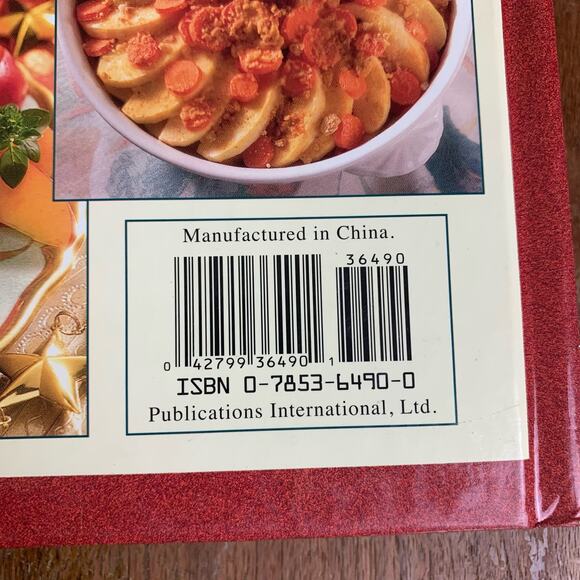 Manufactured in China.
36490
0 42799 36490 1
ISBN 0-7853-6490-0
Publications International, Ltd.